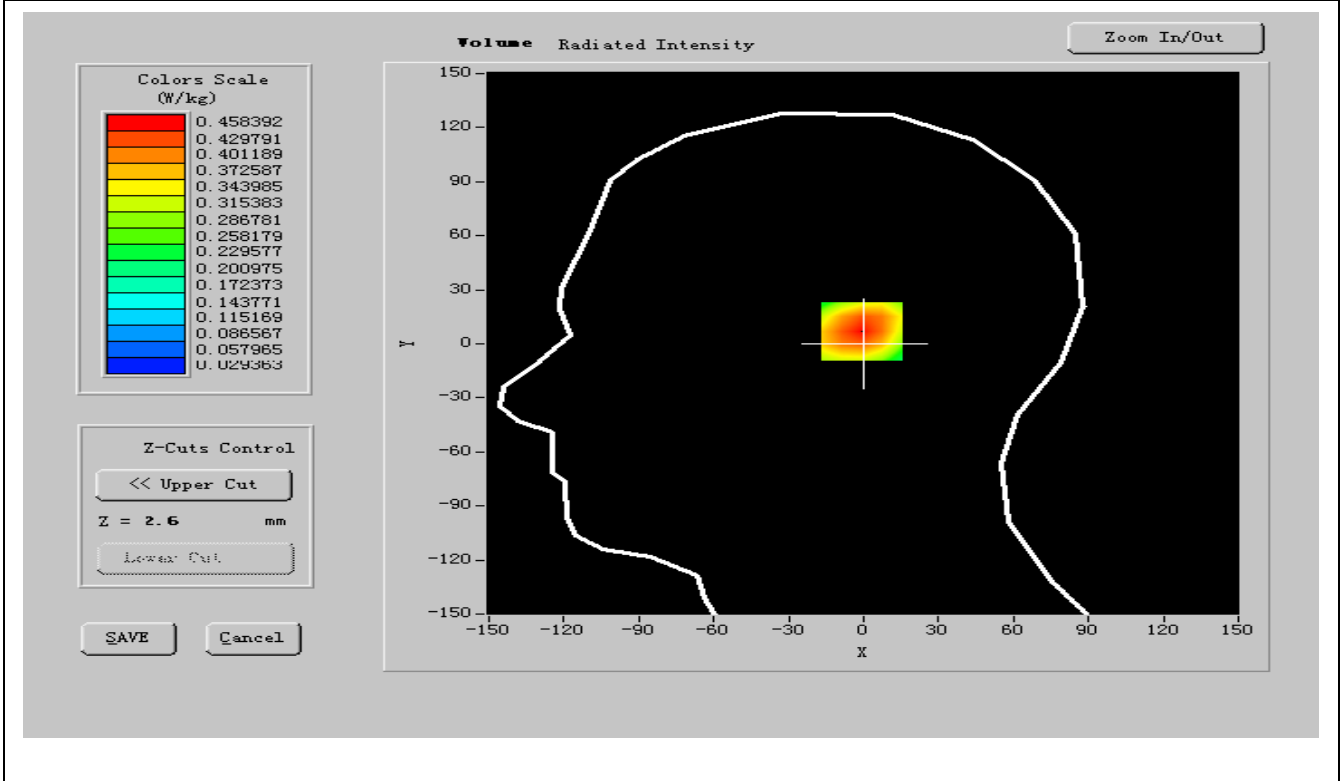 Volume Radiated Intensity
Zoom In/Out
Colors Scale
(W/kg)
0.458392
0.429791
0.401189
0.372587
0.343985
0.315383
0.286781
0.258179
0.229577
0.200975
0.172373
0.143771
0.115169
0.086567
0.057965
0.029363
Z-Cuts Control
<< Upper Cut
Z = 2.6 mm
Lower Cut
SAVE
Cancel
150
120
90
60
30
0
-30
-60
-90
-120
-150
Y
-150 -120 -90 -60 -30 0 30 60 90 120 150
X